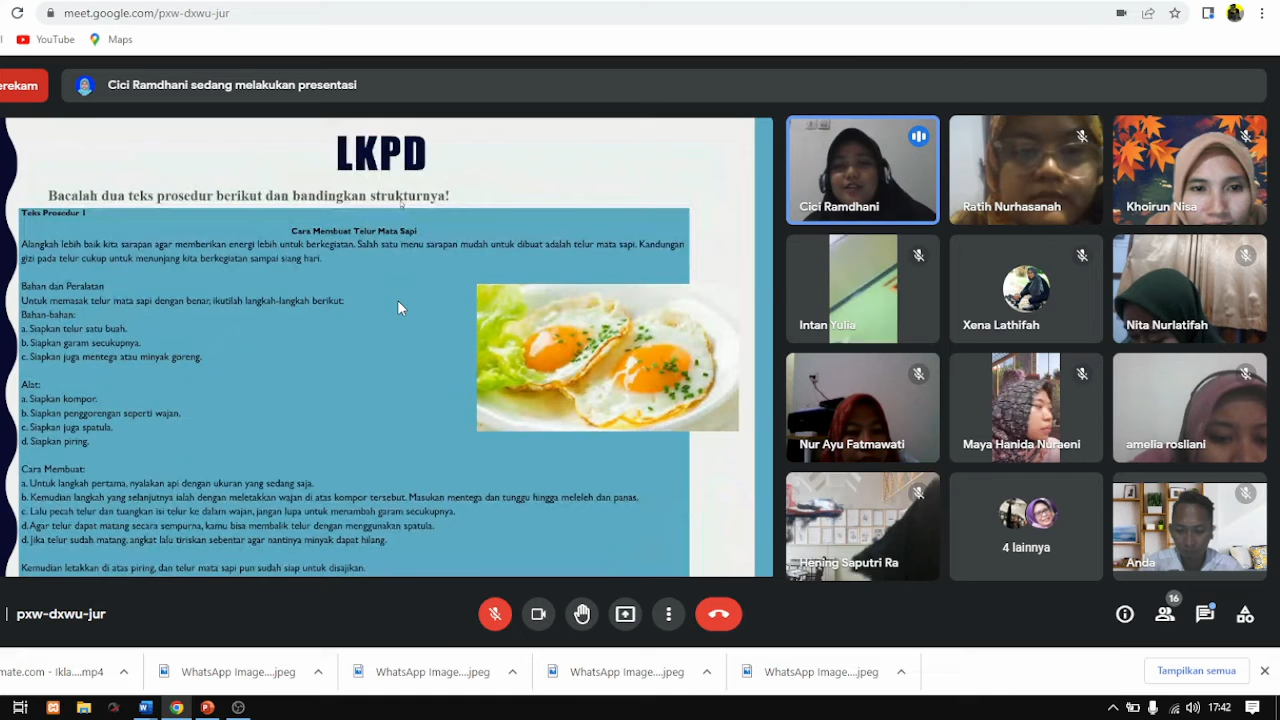 meet.google.com/pxw-dxwu-jur
YouTube
Maps
erekam
Cici Ramdhani sedang melakukan presentasi
LKPD
Bacalah dua teks prosedur berikut dan bandingkan strukturnya!
Teks Prosedur 1
Cara Membuat Telur Mata Sapi
Alangkah lebih baik kita sarapan agar memberikan energi lebih untuk berkegiatan. Salah satu menu sarapan mudah untuk dibuat adalah telur mata sapi. Kandungan
gizi pada telur cukup untuk menunjang kita berkegiatan sampai siang hari.
Bahan dan Peralatan
Untuk memasak telur mata sapi dengan benar, ikutilah langkah-langkah berikut:
Bahan-bahan:
a. Siapkan telur satu buah.
b. Siapkan garam secukupnya.
c. Siapkan juga mentega atau minyak goreng.
Alat:
a. Siapkan kompor.
b. Siapkan penggorengan seperti wajan.
c. Siapkan juga spatula.
d. Siapkan piring.
Cara Membuat:
a. Untuk langkah pertama, nyalakan api dengan ukuran yang sedang saja.
b. Kemudian langkah yang selanjutnya ialah dengan meletakkan wajan di atas kompor tersebut. Masukan mentega dan tunggu hingga meleleh dan panas.
c. Lalu pecah telur dan tuangkan isi telur ke dalam wajan, jangan lupa untuk menambah garam secukupnya.
d. Agar telur dapat matang secara sempurna, kamu bisa membalik telur dengan menggunakan spatula.
d. Jika telur sudah matang, angkat lalu tiriskan sebentar agar nantinya minyak dapat hilang.
Kemudian letakkan di atas piring, dan telur mata sapi pun sudah siap untuk disajikan.
Cici Ramdhani
Ratih Nurhasanah
Khoirun Nisa
Intan Yulia
Xena Lathifah
Nita Nurlatifah
Nur Ayu Fatmawati
Maya Hanida Nuraeni
amelia rosliani
Hening Saputri Ra
4 lainnya
Anda
pxw-dxwu-jur
16
mate.com - Ikla....mp4
WhatsApp Image....jpeg
WhatsApp Image....jpeg
WhatsApp Image....jpeg
WhatsApp Image....jpeg
Tampilkan semua
17:42